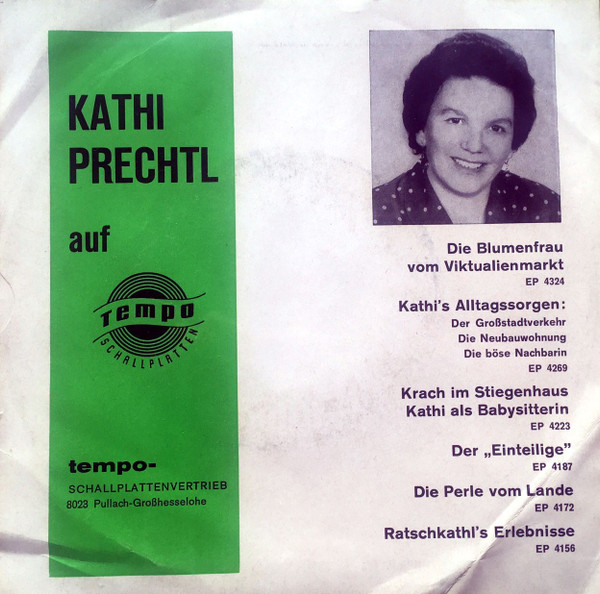 KATHI
PRECHTL
auf
Tempo
SCHALLPLATTEN
tempo-
SCHALLPLATTENVERTRIEB
8023 Pullach-Großhesselohe
Die Blumenfrau
vom Viktualienmarkt
EP 4324
Kathi's Alltagssorgen:
Der Großstadtverkehr
Die Neubauwohnung
Die böse Nachbarin
EP 4269
Krach im Stiegenhaus
Kathi als Babysitterin
EP 4223
Der „Einteilige”
EP 4187
Die Perle vom Lande
EP 4172
Ratschkathl's Erlebnisse
EP 4156